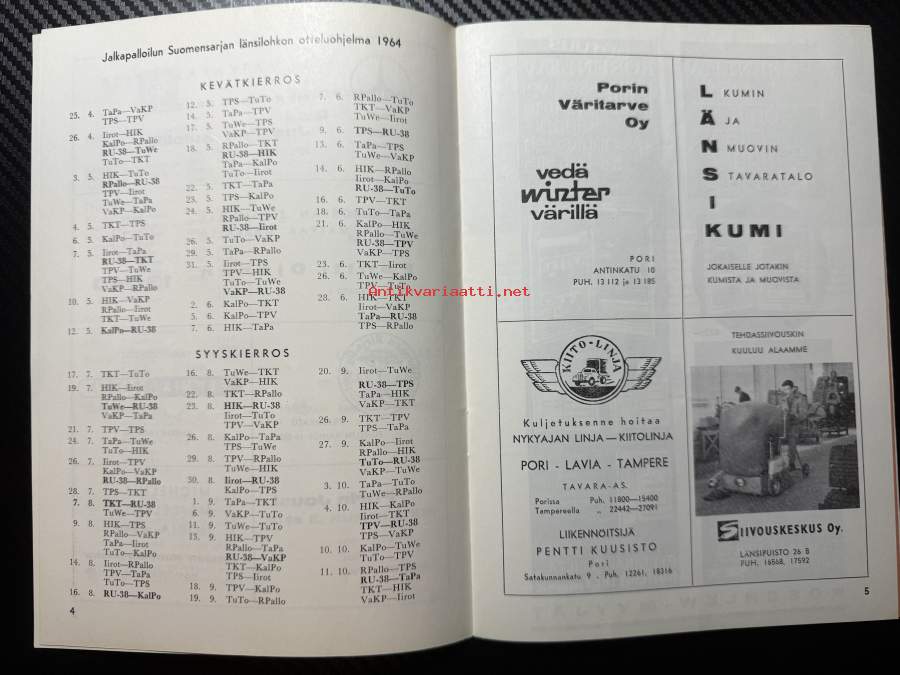 Jalkapalloilun Suomensarjan länsilohkon otteluohjelma 1964
KEVÄTKIERROS
25. 4. TaPa—VaKP
TPS—TPV
26. 4. Iirot—HIK
KalPo—RPallo
RU-38—TuWe
TuTo—TKT
3. 5. HIK—TuTo
RPallo—RU-38
TPV—Iirot
TuWe—TaPa
VaKP—KalPo
4. 5. TKT—TPS
6. 5. KalPo—TuTo
7. 5. Iirot—TaPa
RU-38—TKT
TPV—TuWe
TPS—HIK
VaKP—RPallo
10. 5. HIK—VaKP
RPallo—Iirot
TKT—TuWe
12. 5. KalPo—RU-38
12. 5. TPS—TuTo
14. 5. TaPa—TPV
17. 5. TuWe—TPS
VaKP—TPV
18. 5. RPallo—TKT
RU-38—HIK
TaPa—KalPo
TuTo—Iirot
22. 5. TKT—TaPa
23. 5. TPS—KalPo
24. 5. HIK—TuWe
RPallo—TPV
RU-38—Iirot
26. 5. TuTo—VaKP
29. 5. TaPa—RPallo
31. 5. Iirot—TPS
TPV—HIK
TuTo—TuWe
VaKP—RU-38
2. 6. KalPo—TKT
5. 6. KalPo—TPV
7. 6. HIK—TaPa
7. 6. RPallo—TuTo
TKT—VaKP
TuWe—Iirot
9. 6. TPS—RU-38
13. 6. TaPa—TPS
TuWe—VaKP
14. 6. HIK—RPallo
Iirot—KalPo
RU-38—TuTo
16. 6. TPV—TKT
18. 6. TuTo—TaPa
21. 6. KalPo—HIK
RPallo—TuWe
RU-38—TPV
VaKP—TPS
23. 6. TKT—Iirot
26. 6. TuWe—KalPo
TPV—TuTo
28. 6. HIK—TKT
Iirot—VaKP
TaPa—RU-38
TPS—RPallo
SYYSKIERROS
17. 7. TKT—TuTo
19. 7. HIK—Iirot
RPallo—KalPo
TuWe—RU-38
VaKP—TaPa
21. 7. TPV—TPS
24. 7. TaPa—TuWe
TuTo—HIK
26. 7. Iirot—TPV
KalPo—VaKP
RU-38—RPallo
28. 7. TPS—TKT
7. 8. TKT—RU-38
TuWe—TPV
9. 8. HIK—TPS
RPallo—VaKP
TaPa—Iirot
TuTo—KalPo
14. 8. Iirot—RPallo
TPV—TaPa
TuTo—TPS
16. 8. RU-38—KalPo
16. 8. TuWe—TKT
VaKP—HIK
22. 8. TKT—RPallo
23. 8. HIK—RU-38
Iirot—TuTo
TPV—VaKP
26. 8. KalPo—TaPa
TPS—TuWe
29. 8. TPV—RPallo
TuWe—HIK
30. 8. Iirot—RU-38
KalPo—TPS
1. 9. TaPa—TKT
6. 9. VaKP—TuTo
11. 9. TuWe—TuTo
13. 9. HIK—TPV
RPallo—TaPa
RU-38—VaKP
TKT—KalPo
TPS—Iirot
18. 9. TPV—KalPo
19. 9. TuTo—RPallo
20. 9. Iirot—TuWe
RU-38—TPS
TaPa—HIK
VaKP—TKT
26. 9. TKT—TPV
TPS—TaPa
27. 9. KalPo—Iirot
RPallo—HIK
TuTo—RU-38
VaKP—TuWe
3. 10. TaPa—TuTo
TuWe—RPallo
4. 10. HIK—KalPo
Iirot—TKT
TPV—RU-38
TPS—VaKP
10. 10. KalPo—TuWe
TuTo—TPV
11. 10. RPallo—TPS
RU-38—TaPa
TKT—HIK
VaKP—Iirot
4
Porin
Väritarve
Oy
vedä
winter
värillä
PORI
ANTINKATU 10
PUH. 13 112 ja 13 185
LÄNSI
KUMIN
JA
MUOVIN
TAVARATALO
KUMI
JOKAISELLE JOTAKIN
KUMISTA JA MUOVISTA
KIITO-LINJA
Kuljetuksenne hoitaa
NYKYAJAN LINJA—KIITOLINJA
PORI - LAVIA - TAMPERE
TAVARA-AS.
Porissa Puh. 11800—15400
Tampereella „ 22442—27091
LIIKENNOITSIJA
PENTTI KUUSISTO
Pori
Satakunnankatu 9 . Puh. 12261, 18316
TEHDASSIIVOUSKIN
KUULUU ALAAMME
SIIVOUSKESKUS Oy.
LÄNSIPUISTO 26 B
PUH. 16568, 17592
5
Antikvariaatti.net